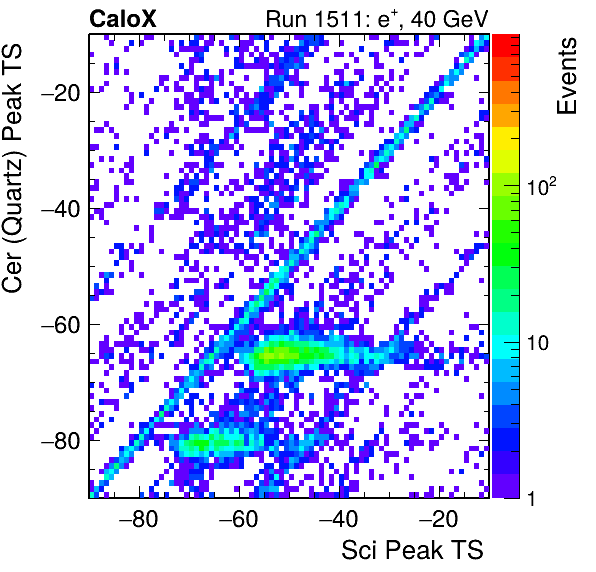 CaloX Run 1511: e+, 40 GeV
Cer (Quartz) Peak TS
−20
−40
−60
−80
−80 −60 −40 −20
Sci Peak TS
Events
10²
10
1